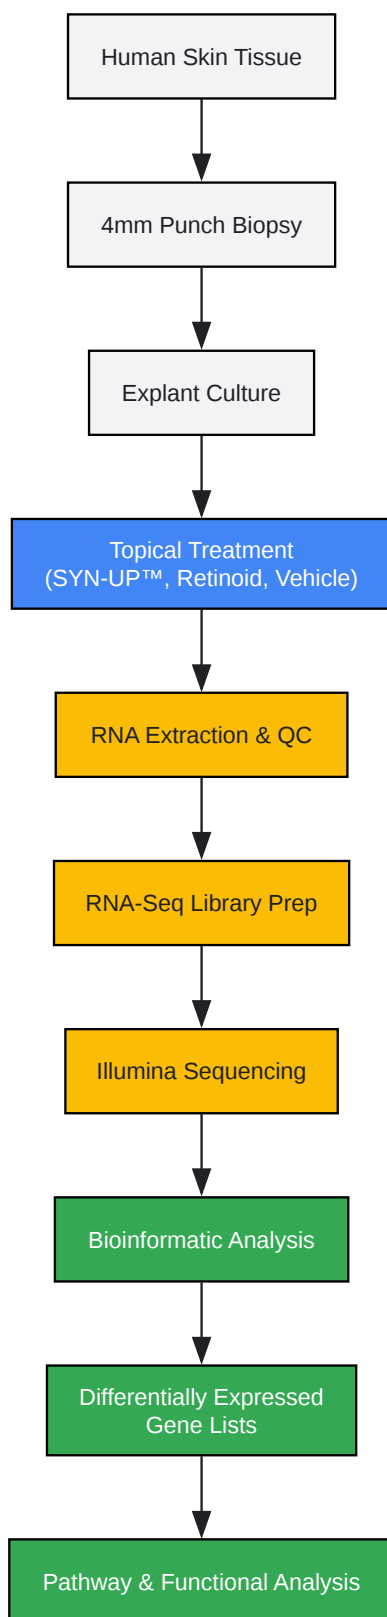 Human Skin Tissue
4mm Punch Biopsy
Explant Culture
Topical Treatment
(SYN-UP™, Retinoid, Vehicle)
RNA Extraction & QC
RNA-Seq Library Prep
Illumina Sequencing
Bioinformatic Analysis
Differentially Expressed
Gene Lists
Pathway & Functional Analysis